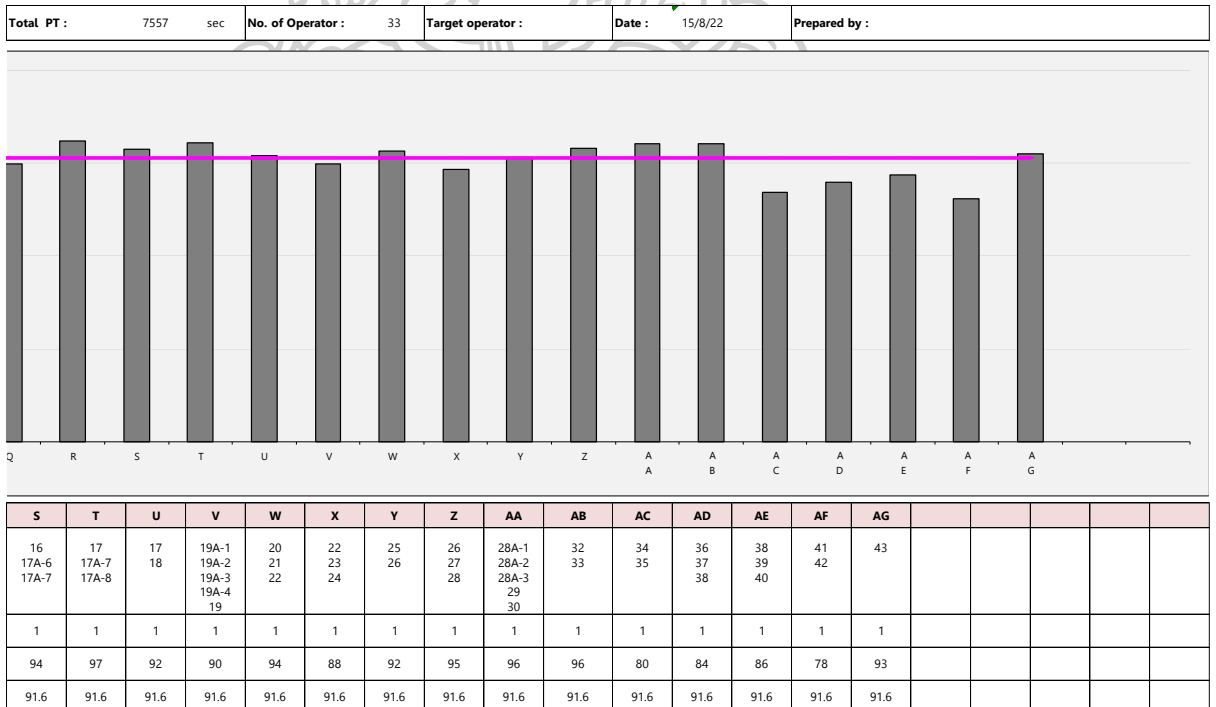 Total PT : 7557 sec No. of Operator : 33 Target operator : Date : 15/8/22 Prepared by :
Q R S T U V W X Y Z A A A A A A A
A B C D E F G
S T U V W X Y Z AA AB AC AD AE AF AG
16 17 17 19A-1 20 22 25 26 28A-1 32 34 36 38 41 43
17A-6 17A-7 18 19A-2 21 23 26 27 28A-2 33 35 37 39 42
17A-7 17A-8 19A-3 22 24 28 28A-3 38 40
19A-4 29
19 30
1 1 1 1 1 1 1 1 1 1 1 1 1 1 1
94 97 92 90 94 88 92 95 96 96 80 84 86 78 93
91.6 91.6 91.6 91.6 91.6 91.6 91.6 91.6 91.6 91.6 91.6 91.6 91.6 91.6 91.6